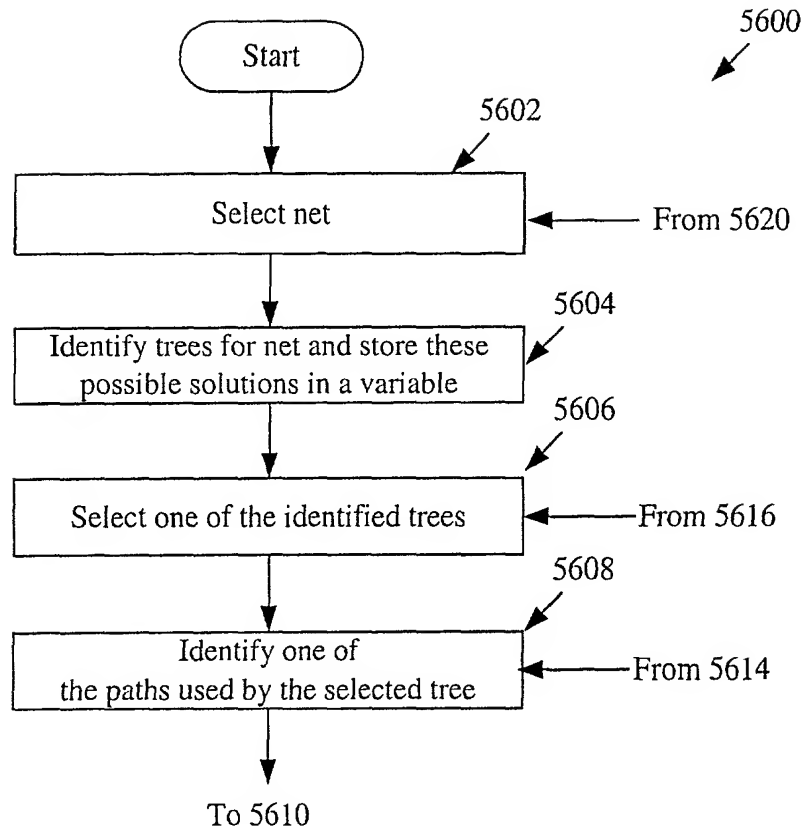 5600
Start
5602
Select net
From 5620
5604
Identify trees for net and store these
possible solutions in a variable
5606
Select one of the identified trees
From 5616
5608
Identify one of
the paths used by the selected tree
From 5614
To 5610